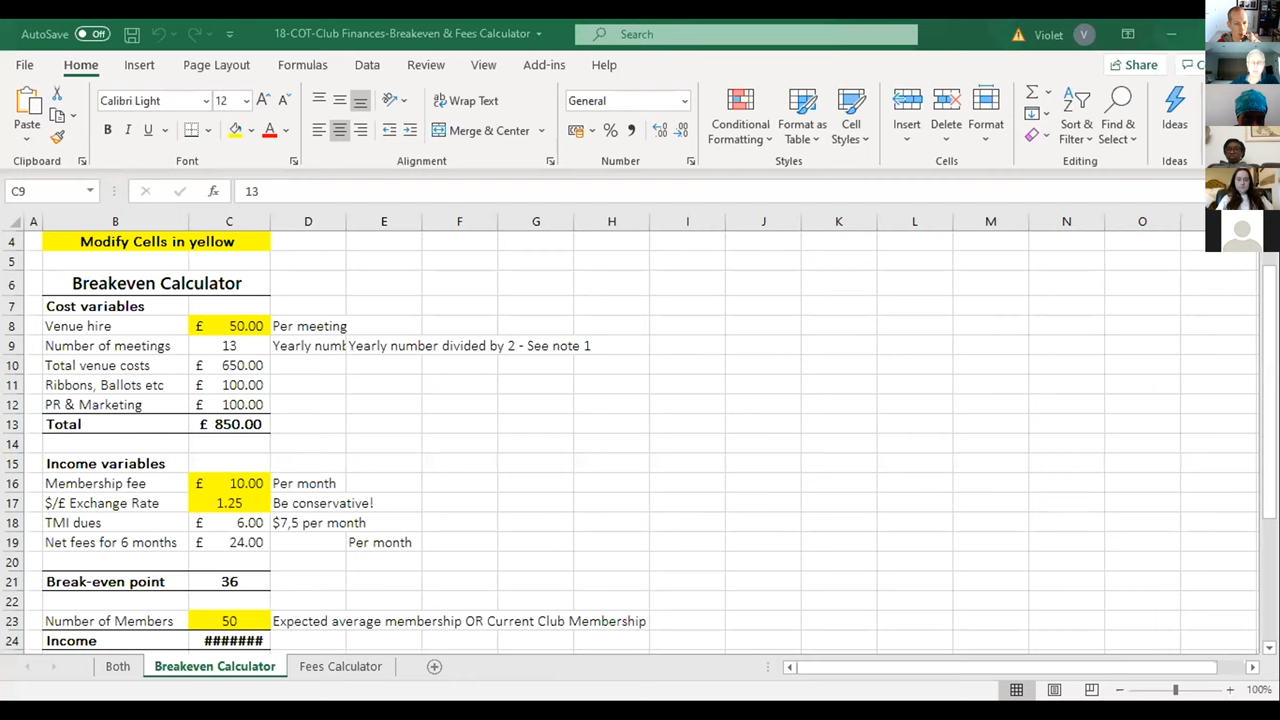 AutoSave Off 18-COT-Club Finances-Breakeven & Fees Calculator Search Violet V
File Home Insert Page Layout Formulas Data Review View Add-ins Help Share
Calibri Light 12 Wrap Text General
Paste B I U Merge & Center Conditional Formatting Format as Table Cell Styles Insert Delete Format Sort & Filter Find & Select Ideas
Clipboard Font Alignment Number Styles Cells Editing Ideas
C9 fx 13
A B C D E F G H I J K L M N O
4 Modify Cells in yellow
5
6 Breakeven Calculator
7 Cost variables
8 Venue hire £ 50.00 Per meeting
9 Number of meetings 13 Yearly numb Yearly number divided by 2 - See note 1
10 Total venue costs £ 650.00
11 Ribbons, Ballots etc £ 100.00
12 PR & Marketing £ 100.00
13 Total £ 850.00
14
15 Income variables
16 Membership fee £ 10.00 Per month
17 $/£ Exchange Rate 1.25 Be conservative!
18 TMI dues £ 6.00 $7,5 per month
19 Net fees for 6 months £ 24.00 Per month
20
21 Break-even point 36
22
23 Number of Members 50 Expected average membership OR Current Club Membership
24 Income #######
Both Breakeven Calculator Fees Calculator
100%